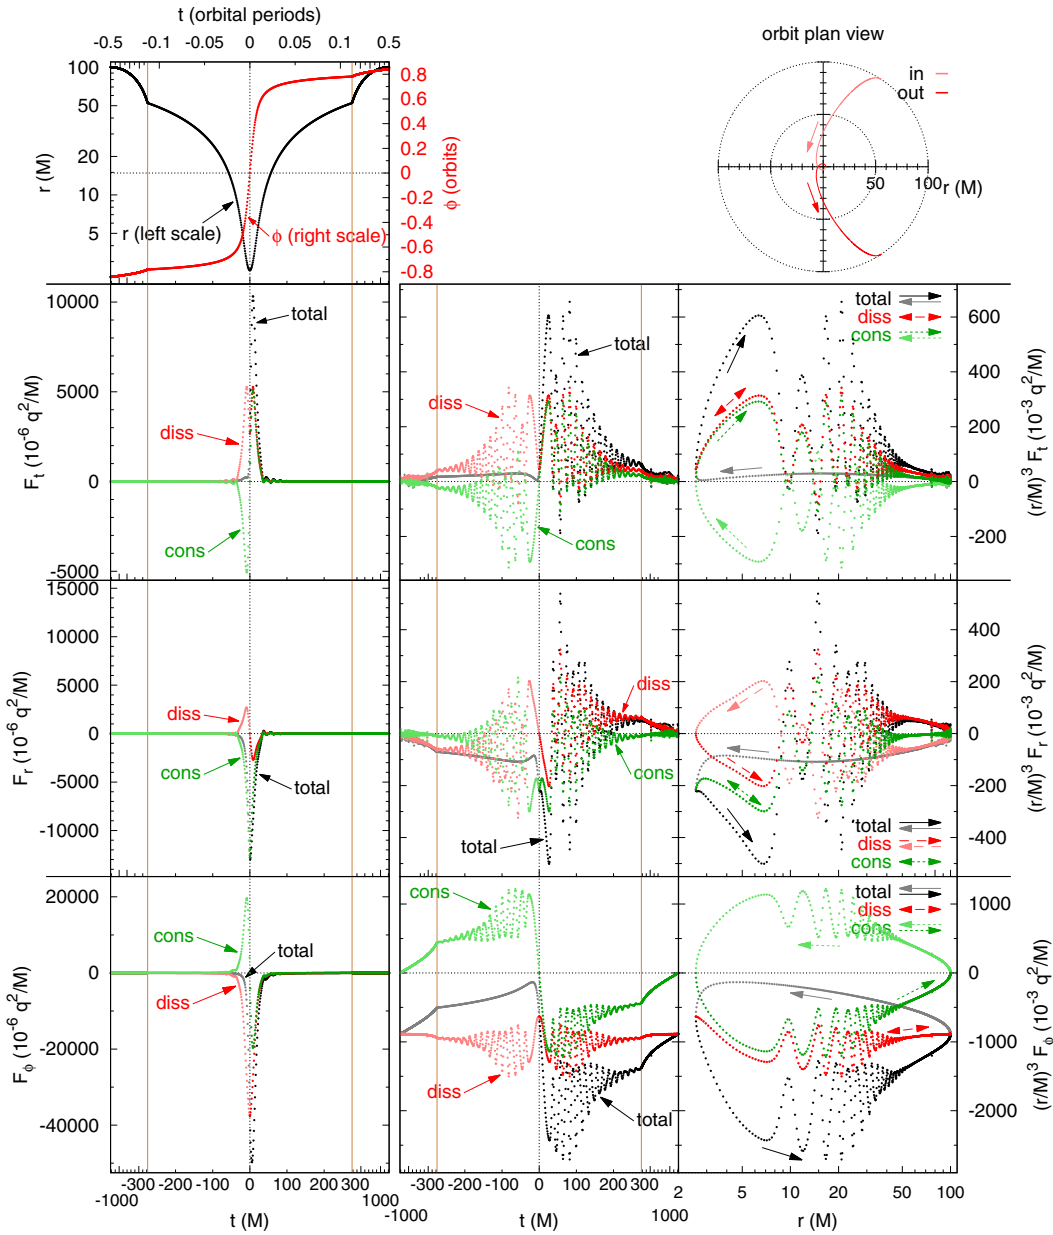 t (orbital periods)
-0.5 -0.1 -0.05 0 0.05 0.1 0.5
orbit plan view
in
out
50 100 r (M)
100
50
20
10
5
r (M)
r (left scale)
ϕ (right scale)
0.8
0.6
0.4
0.2
0
-0.2
-0.4
-0.6
-0.8
ϕ (orbits)
10000
5000
0
-5000
F_t (10^-6 q^2/M)
total
diss
cons
total
diss
cons
total
diss
cons
600
400
200
0
-200
(r/M)^3 F_t (10^-3 q^2/M)
15000
10000
5000
0
-5000
-10000
F_r (10^-6 q^2/M)
diss
cons
total
diss
cons
total
total
diss
cons
400
200
0
-200
-400
(r/M)^3 F_r (10^-3 q^2/M)
20000
0
-20000
-40000
F_ϕ (10^-6 q^2/M)
cons
total
diss
cons
diss
total
total
diss
cons
1000
0
-1000
-2000
(r/M)^3 F_ϕ (10^-3 q^2/M)
-1000 -300 -200 -100 0 100 200 300 1000
t (M)
-1000 -300 -200 -100 0 100 200 300 1000
t (M)
2 5 10 20 50 100
r (M)